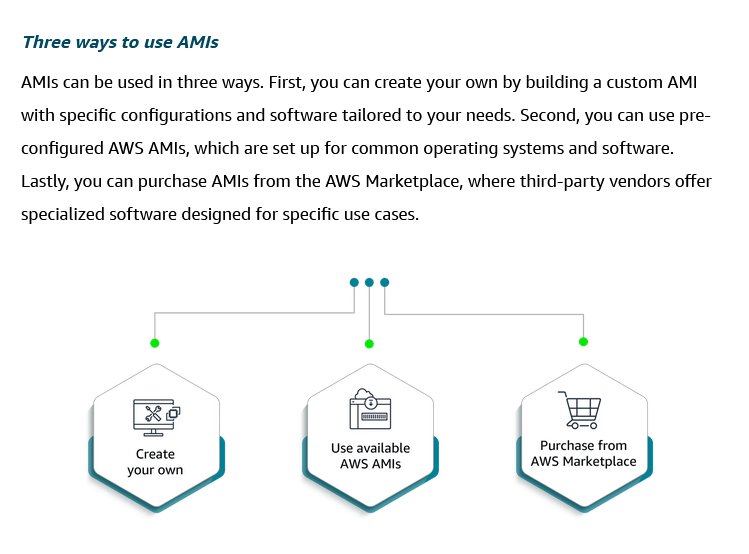 Three ways to use AMIs
AMIs can be used in three ways. First, you can create your own by building a custom AMI
with specific configurations and software tailored to your needs. Second, you can use pre-
configured AWS AMIs, which are set up for common operating systems and software.
Lastly, you can purchase AMIs from the AWS Marketplace, where third-party vendors offer
specialized software designed for specific use cases.
Create
your own
Use available
AWS AMIs
Purchase from
AWS Marketplace